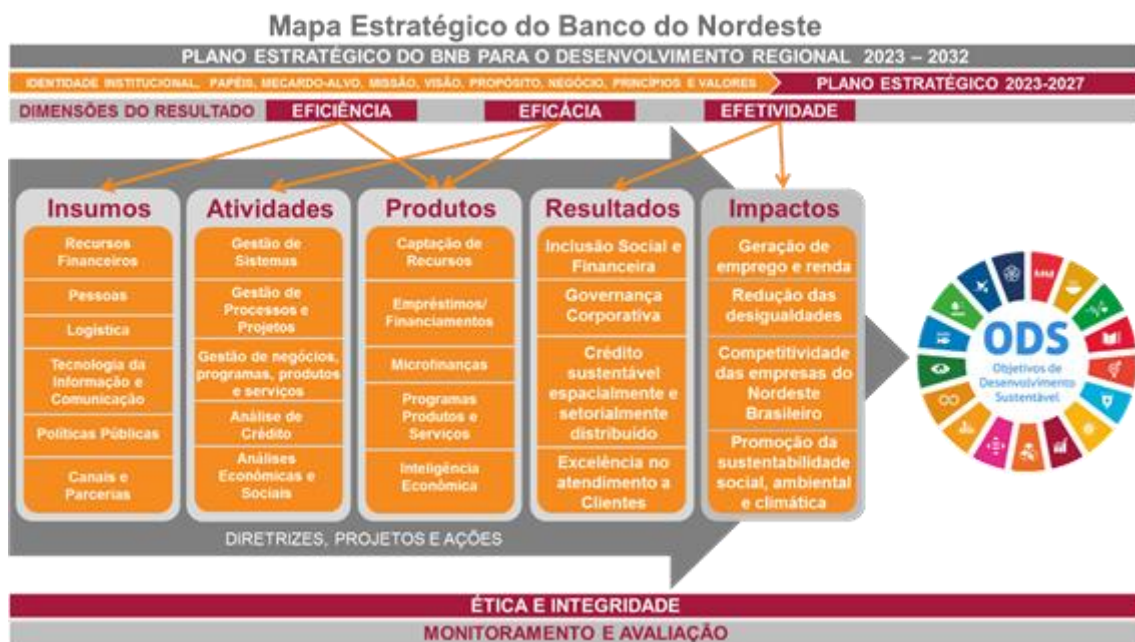 Mapa Estratégico do Banco do Nordeste
PLANO ESTRATÉGICO DO BNB PARA O DESENVOLVIMENTO REGIONAL 2023 – 2032
IDENTIDADE INSTITUCIONAL, PAPÉIS, MECARDO-ALVO, MISSÃO, VISÃO, PROPÓSITO, NEGÓCIO, PRINCÍPIOS E VALORES
PLANO ESTRATÉGICO 2023-2027
DIMENSÕES DO RESULTADO
EFICIÊNCIA
EFICÁCIA
EFETIVIDADE
Insumos
Recursos
Financeiros
Pessoas
Logística
Tecnologia da
Informação e
Comunicação
Políticas Públicas
Canais e
Parcerias
Atividades
Gestão de
Sistemas
Gestão de
Processos e
Projetos
Gestão de negócios,
programas, produtos
e serviços
Análise de
Crédito
Análises
Econômicas e
Sociais
Produtos
Captação de
Recursos
Empréstimos/
Financiamentos
Microfinanças
Programas
Produtos e
Serviços
Inteligência
Econômica
Resultados
Inclusão Social e
Financeira
Governança
Corporativa
Crédito
sustentável
espacialmente e
setorialmente
distribuído
Excelência no
atendimento a
Clientes
Impactos
Geração de
emprego e renda
Redução das
desigualdades
Competitividade
das empresas do
Nordeste
Brasileiro
Promoção da
sustentabilidade
social, ambiental
e climática
ODS
Objetivos de
Desenvolvimento
Sustentável
DIRETRIZES, PROJETOS E AÇÕES
ÉTICA E INTEGRIDADE
MONITORAMENTO E AVALIAÇÃO